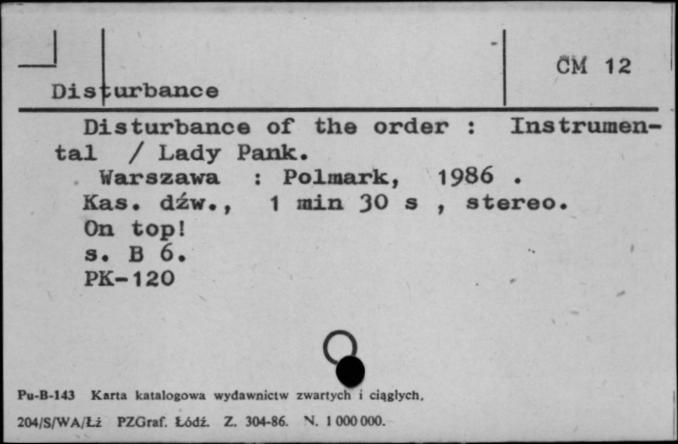 CM 12
Disturbance
Disturbance of the order : Instrumen-
tal / Lady Pank.
Warszawa : Polmark, 1986 .
Kas. dźw., 1 min 30 s , stereo.
On top!
s. B 6.
PK-120
Pu-B-143 Karta katalogowa wydawnictw zwartych i ciągłych.
204/S/WA/Łż PZGraf. Łódź. Z. 304-86. N. 1 000 000.